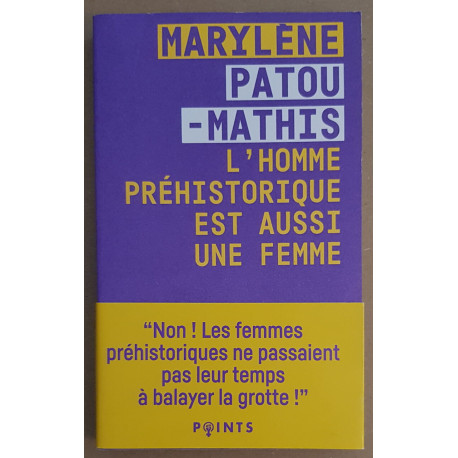 MARYLÈNE
PATOU
-MATHIS
L'HOMME
PRÉHISTORIQUE
EST AUSSI
UNE FEMME
“Non ! Les femmes
préhistoriques ne passaient
pas leur temps
à balayer la grotte !”
POINTS